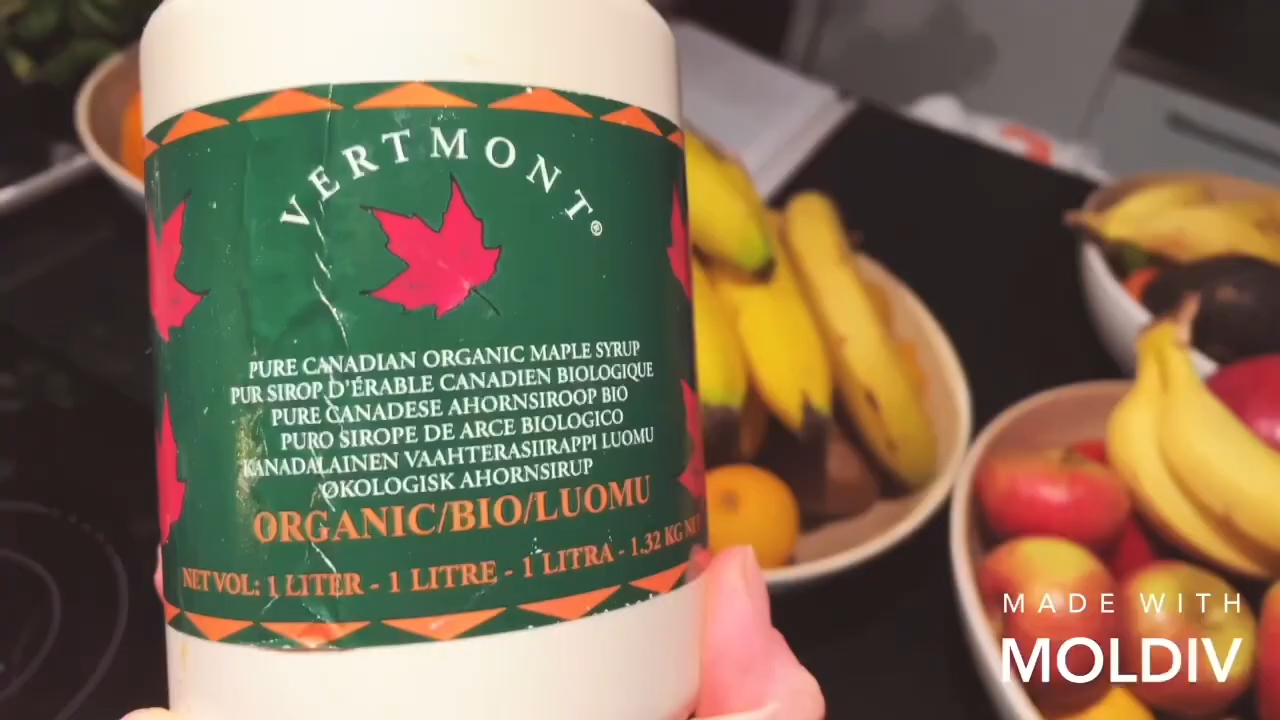 VERTMONT®
PURE CANADIAN ORGANIC MAPLE SYRUP
PUR SIROP D'ÉRABLE CANADIEN BIOLOGIQUE
PURE CANADESE AHORNSIROOP BIO
PURO SIROPE DE ARCE BIOLOGICO
KANADALAINEN VAAHTERASIIRAPPI LUOMU
ØKOLOGISK AHORNSIRUP
ORGANIC/BIO/LUOMU
NET VOL: 1 LITER - 1 LITRE - 1 LITRA - 1.32 KG
MADE WITH
MOLDIV